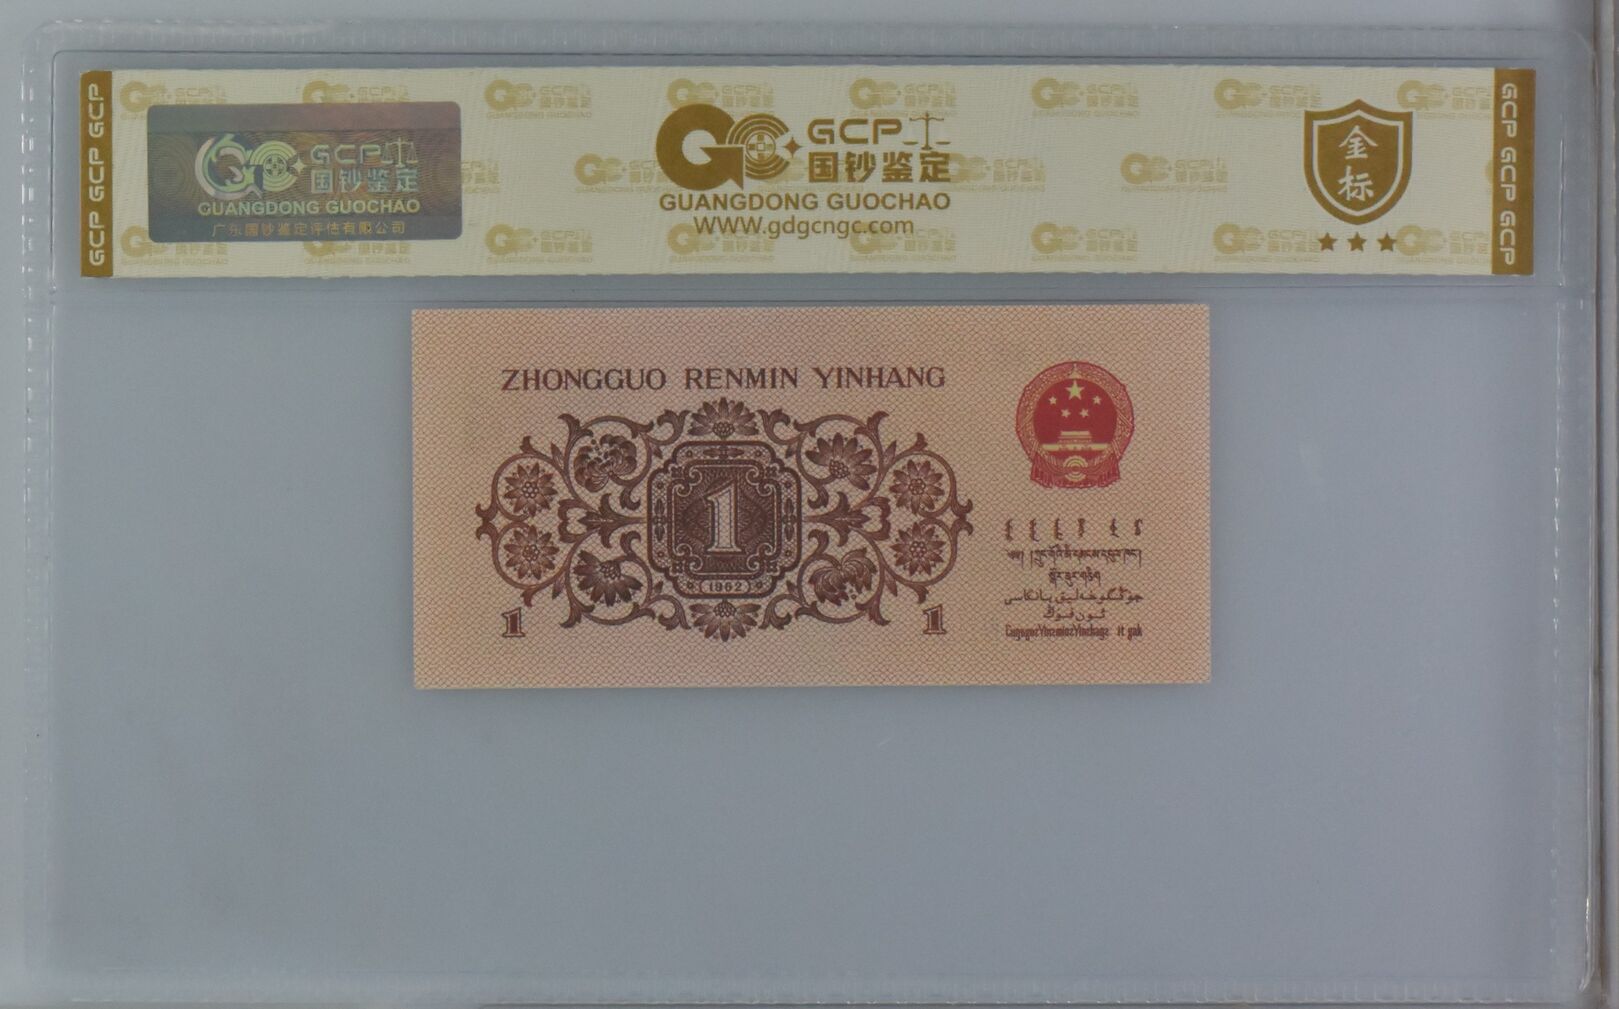 GCP GCP GCP
GCP
国钞鉴定
GUANGDONG GUOCHAO
广东国钞鉴定评估有限公司
GCP
国钞鉴定
GUANGDONG GUOCHAO
WWW.gdgcngc.com
金
标
GCP GCP GCP
ZHONGGUO RENMIN YINHANG
1
1962
1
1
جۇڭگوخەلىق بانكاسى